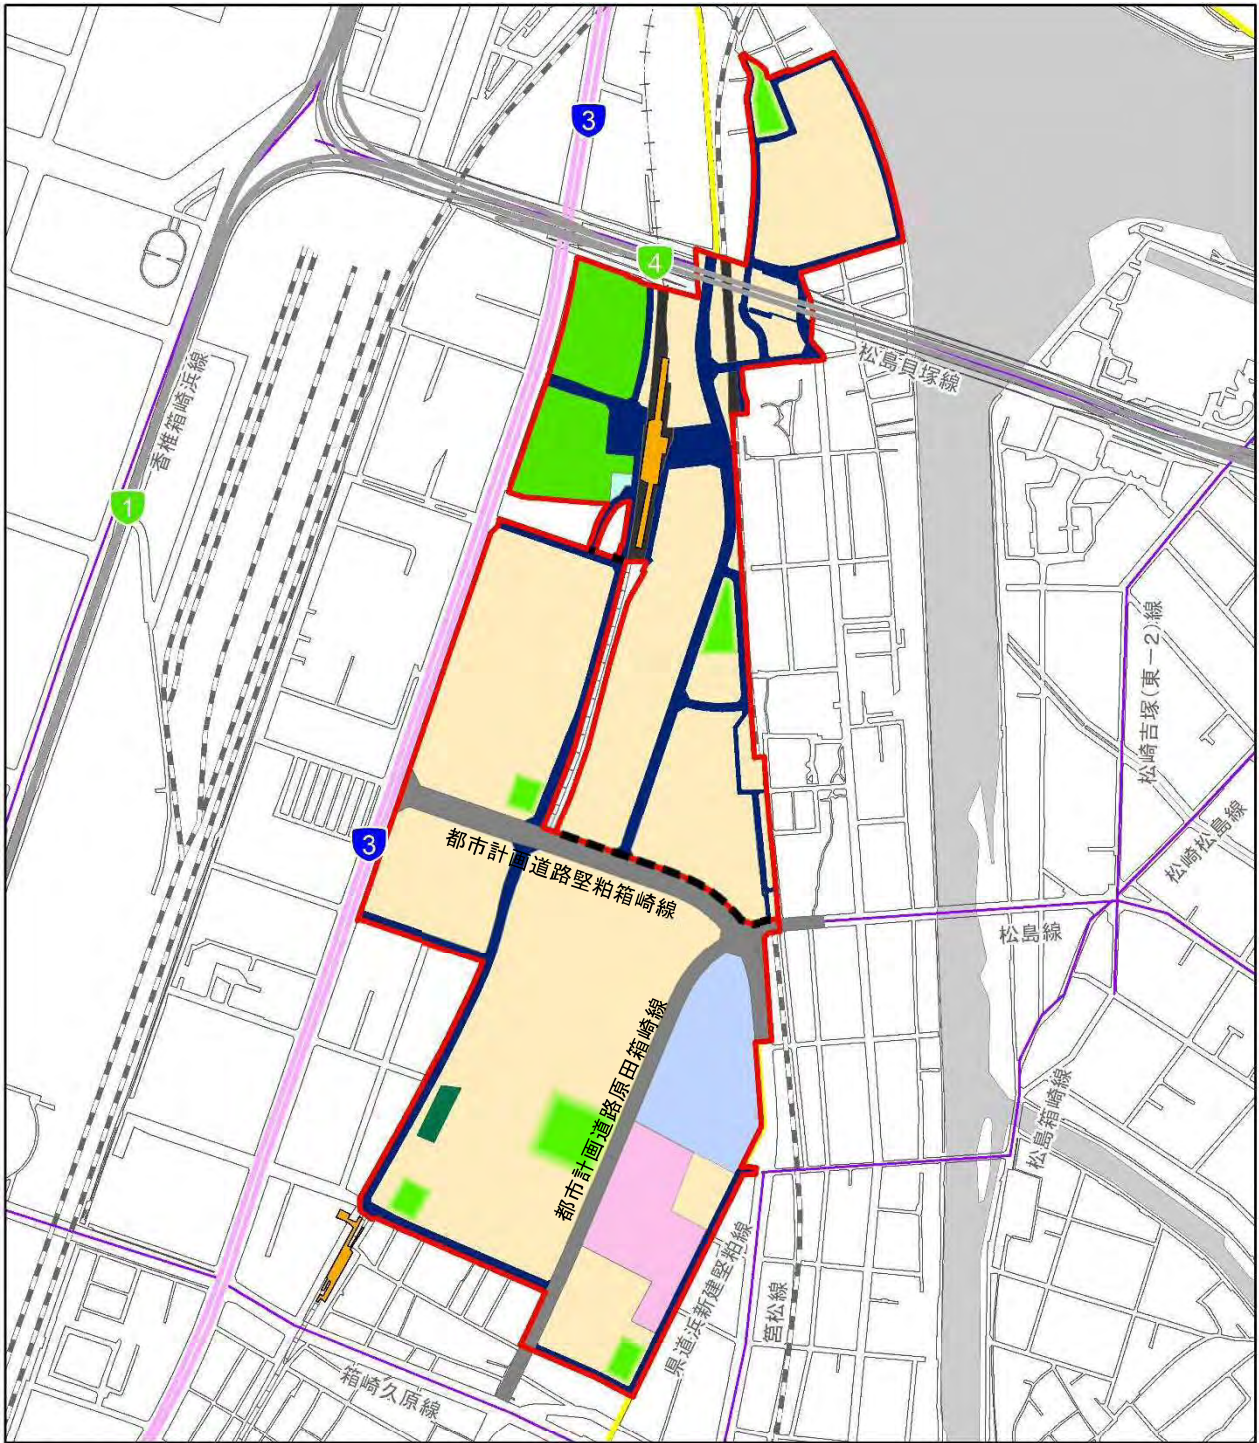 3
4
松島貝塚線
香椎箱崎浜線
1
松崎吉塚(東－2)線
松崎松島線
3
都市計画道路堅粕箱崎線
松島線
都市計画道路原田箱崎線
松島箱崎線
県道浜新建堅粕線
宮松線
箱崎久原線